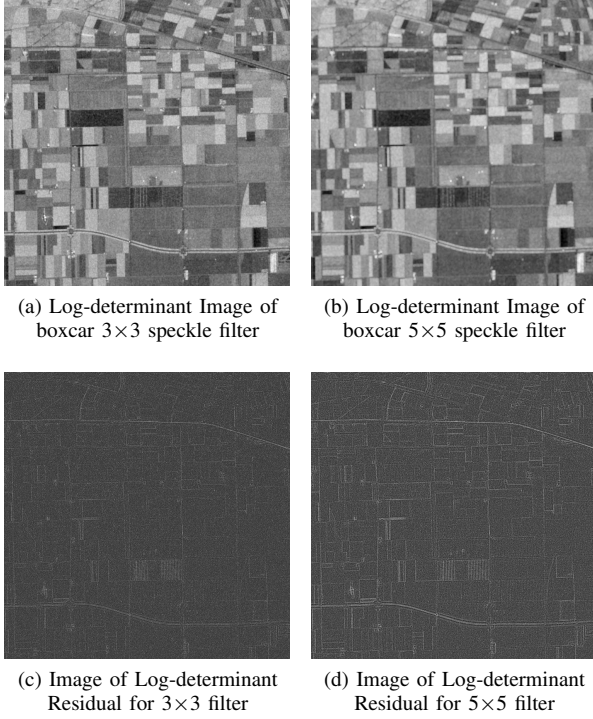 (a) Log-determinant Image of
boxcar 3×3 speckle filter
(b) Log-determinant Image of
boxcar 5×5 speckle filter
(c) Image of Log-determinant
Residual for 3×3 filter
(d) Image of Log-determinant
Residual for 5×5 filter